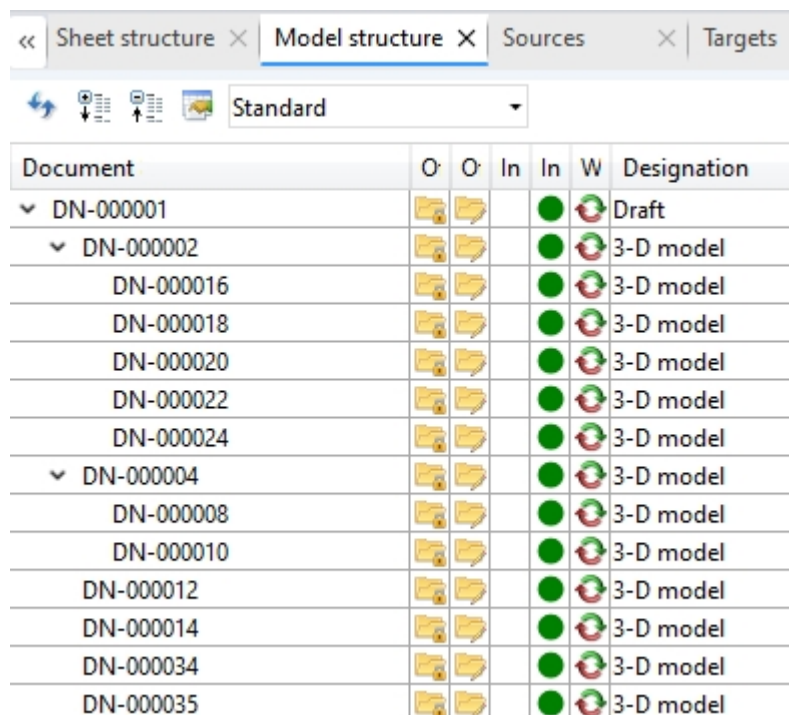 Sheet structure Model structure Sources Targets
Standard
Document O O In In W Designation
DN-000001 Draft
DN-000002 3-D model
DN-000016 3-D model
DN-000018 3-D model
DN-000020 3-D model
DN-000022 3-D model
DN-000024 3-D model
DN-000004 3-D model
DN-000008 3-D model
DN-000010 3-D model
DN-000012 3-D model
DN-000014 3-D model
DN-000034 3-D model
DN-000035 3-D model